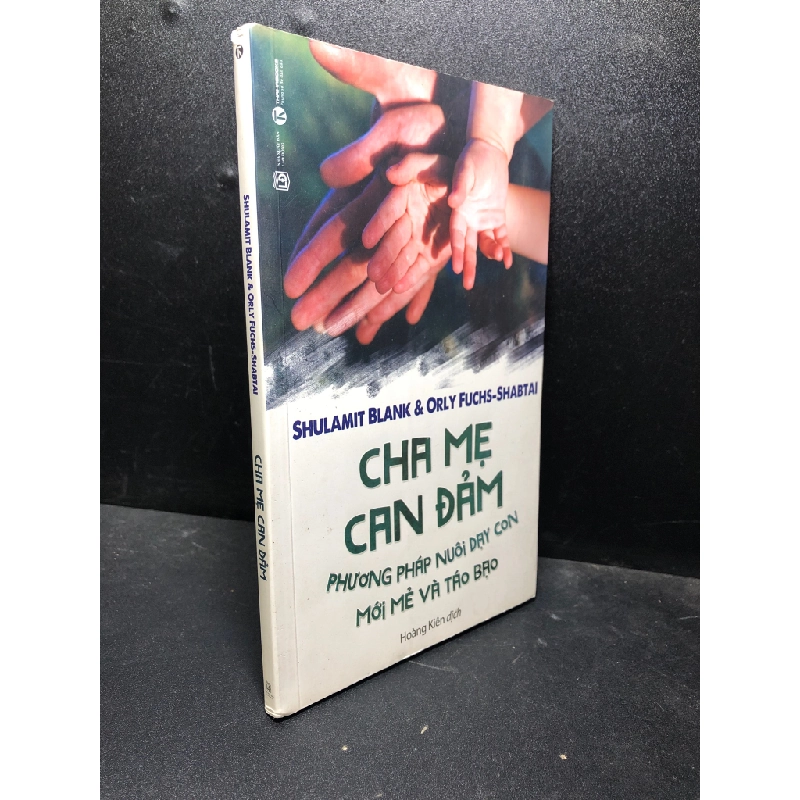 SHULAMIT BLANK & ORLY FUCHS-SHABTAI
CHA MẸ CAN ĐẢM
SHULAMIT BLANK & ORLY FUCHS-SHABTAI
CHA MẸ
CAN ĐẢM
PHƯƠNG PHÁP NUÔI DẠY CON
MỚI MẺ VÀ TÁO BẠO
Hoàng Kiên dịch